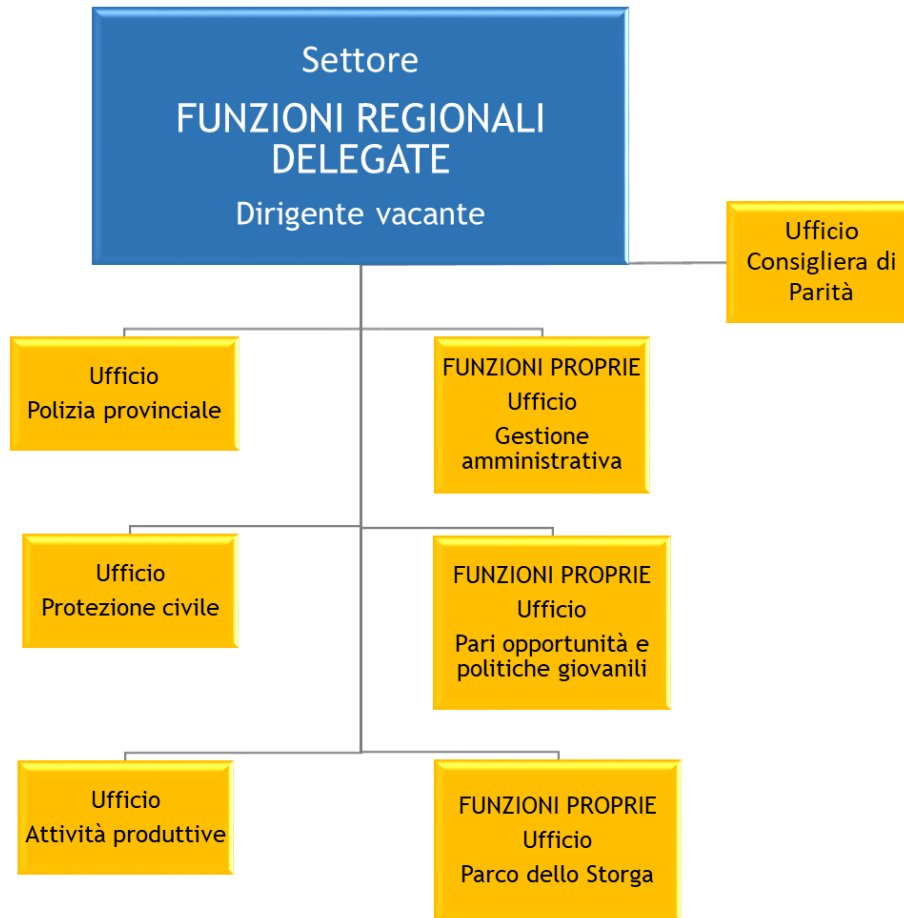 Settore
FUNZIONI REGIONALI
DELEGATE
Dirigente vacante
Ufficio
Consigliera di
Parità
Ufficio
Polizia provinciale
FUNZIONI PROPRIE
Ufficio
Gestione
amministrativa
Ufficio
Protezione civile
FUNZIONI PROPRIE
Ufficio
Pari opportunità e
politiche giovanili
Ufficio
Attività produttive
FUNZIONI PROPRIE
Ufficio
Parco dello Storga